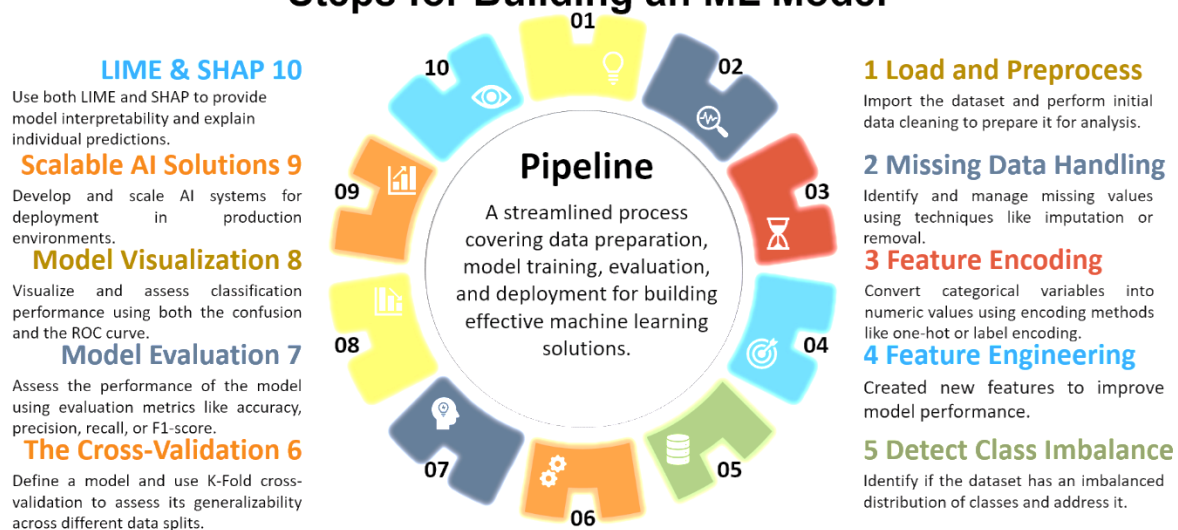 Steps for Building an ML Model
LIME & SHAP 10
Use both LIME and SHAP to provide
model interpretability and explain
individual predictions.
Scalable AI Solutions 9
Develop and scale AI systems for
deployment in production
environments.
Model Visualization 8
Visualize and assess classification
performance using both the confusion
and the ROC curve.
Model Evaluation 7
Assess the performance of the model
using evaluation metrics like accuracy,
precision, recall, or F1-score.
The Cross-Validation 6
Define a model and use K-Fold cross-
validation to assess its generalizability
across different data splits.
01
02
03
04
05
06
07
08
09
10
Pipeline
A streamlined process
covering data preparation,
model training, evaluation,
and deployment for building
effective machine learning
solutions.
1 Load and Preprocess
Import the dataset and perform initial
data cleaning to prepare it for analysis.
2 Missing Data Handling
Identify and manage missing values
using techniques like imputation or
removal.
3 Feature Encoding
Convert categorical variables into
numeric values using encoding methods
like one-hot or label encoding.
4 Feature Engineering
Created new features to improve
model performance.
5 Detect Class Imbalance
Identify if the dataset has an imbalanced
distribution of classes and address it.